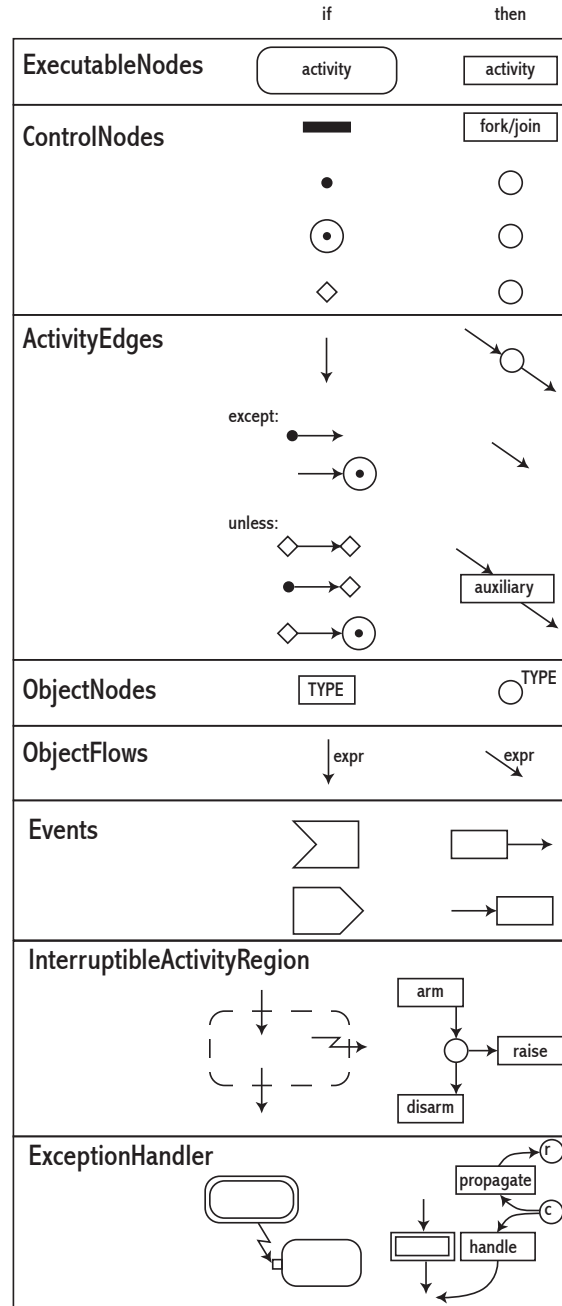 if then
ExecutableNodes activity activity
ControlNodes fork/join
ActivityEdges
except:
unless:
auxiliary
ObjectNodes TYPE TYPE
ObjectFlows expr expr
Events
InterruptibleActivityRegion
arm
raise
disarm
ExceptionHandler
r
propagate
c
handle